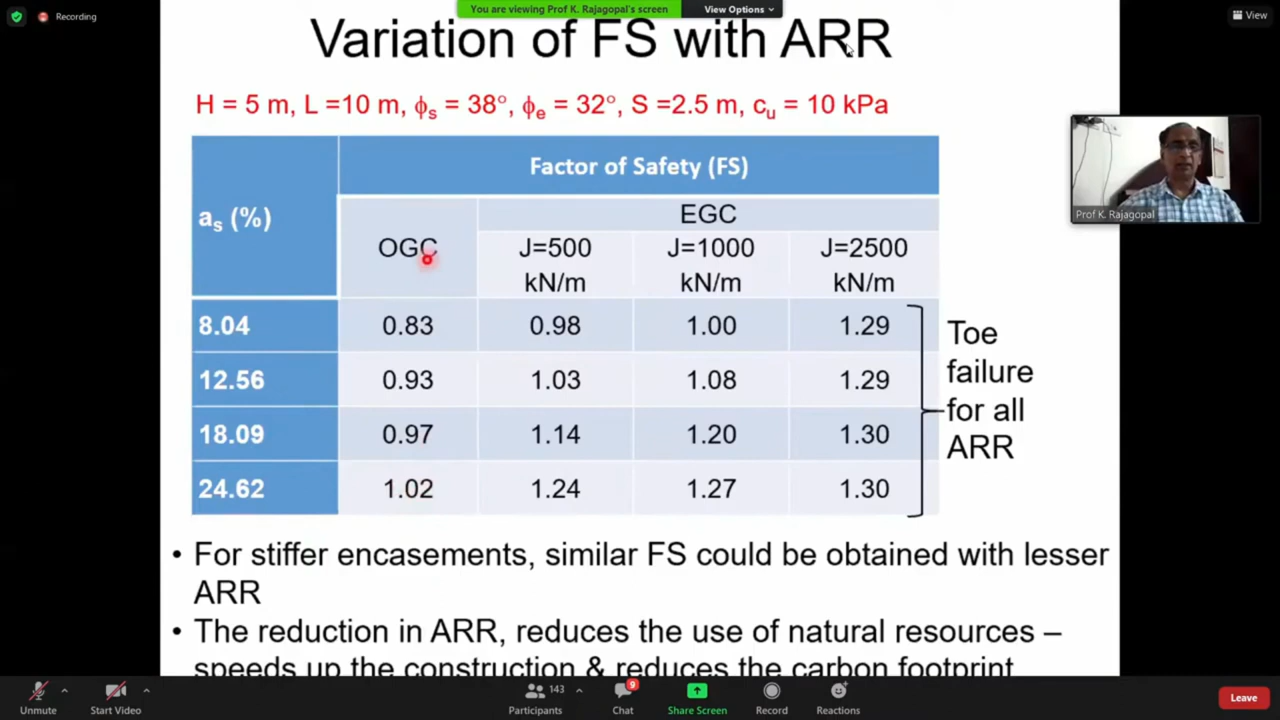 Recording
You are viewing Prof K. Rajagopal's screen
View Options
View
Variation of FS with ARR
H = 5 m, L =10 m, ϕs = 38°, ϕe = 32°, S =2.5 m, cu = 10 kPa
as (%)
Factor of Safety (FS)
OGC
EGC
J=500 kN/m
J=1000 kN/m
J=2500 kN/m
8.04 0.83 0.98 1.00 1.29
12.56 0.93 1.03 1.08 1.29
18.09 0.97 1.14 1.20 1.30
24.62 1.02 1.24 1.27 1.30
Toe
failure
for all
ARR
Prof K. Rajagopal
• For stiffer encasements, similar FS could be obtained with lesser
ARR
• The reduction in ARR, reduces the use of natural resources –
speeds up the construction & reduces the carbon footprint
Unmute
Start Video
143
Participants
9
Chat
Share Screen
Record
Reactions
Leave